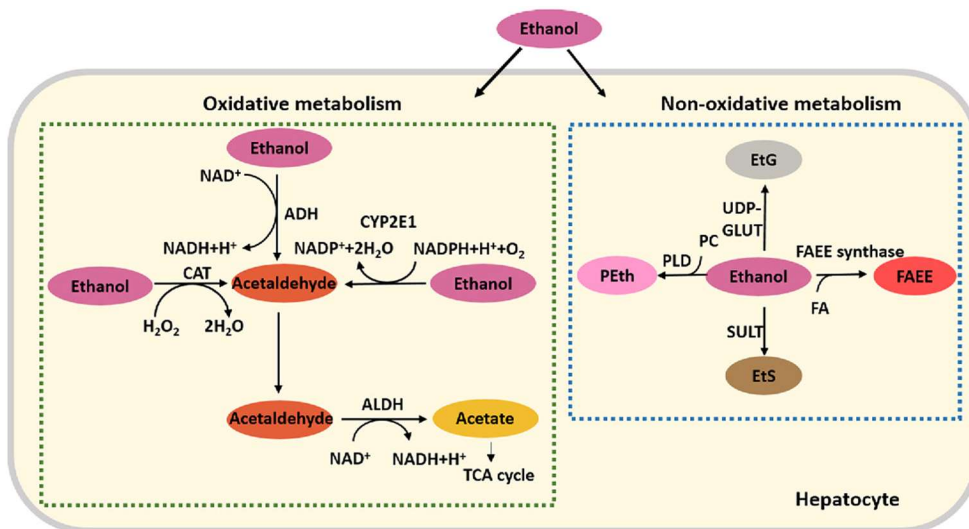 Ethanol
Oxidative metabolism
Non-oxidative metabolism
Ethanol
NAD⁺
ADH
NADH+H⁺
CYP2E1
NADP⁺+2H₂O
NADPH+H⁺+O₂
Ethanol
CAT
Acetaldehyde
Ethanol
H₂O₂
2H₂O
Acetaldehyde
ALDH
Acetate
NAD⁺
NADH+H⁺
TCA cycle
EtG
UDP-
GLUT
PC
PLD
PEth
Ethanol
FAEE synthase
FAEE
FA
SULT
EtS
Hepatocyte